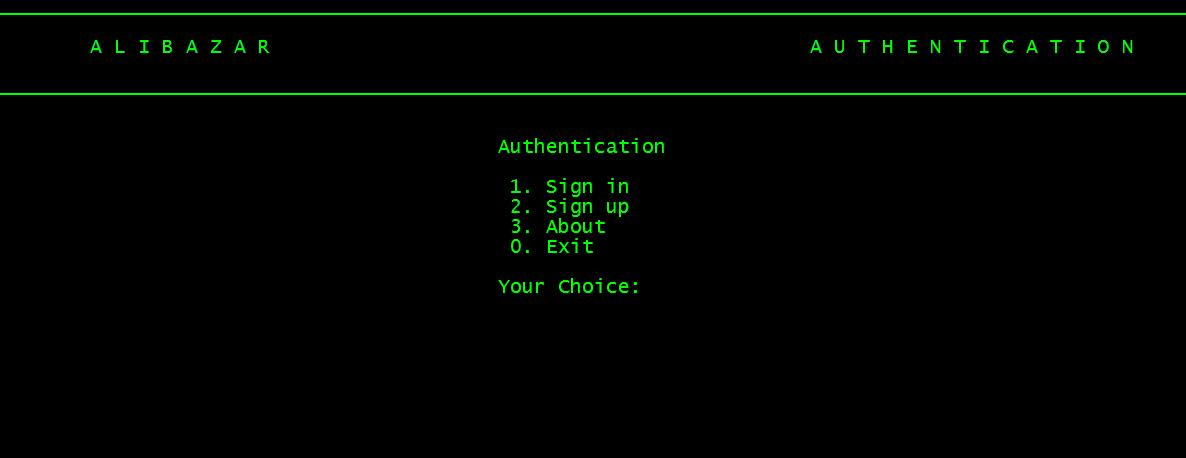 A L I B A Z A R
A U T H E N T I C A T I O N
Authentication
1. Sign in
2. Sign up
3. About
0. Exit
Your Choice: